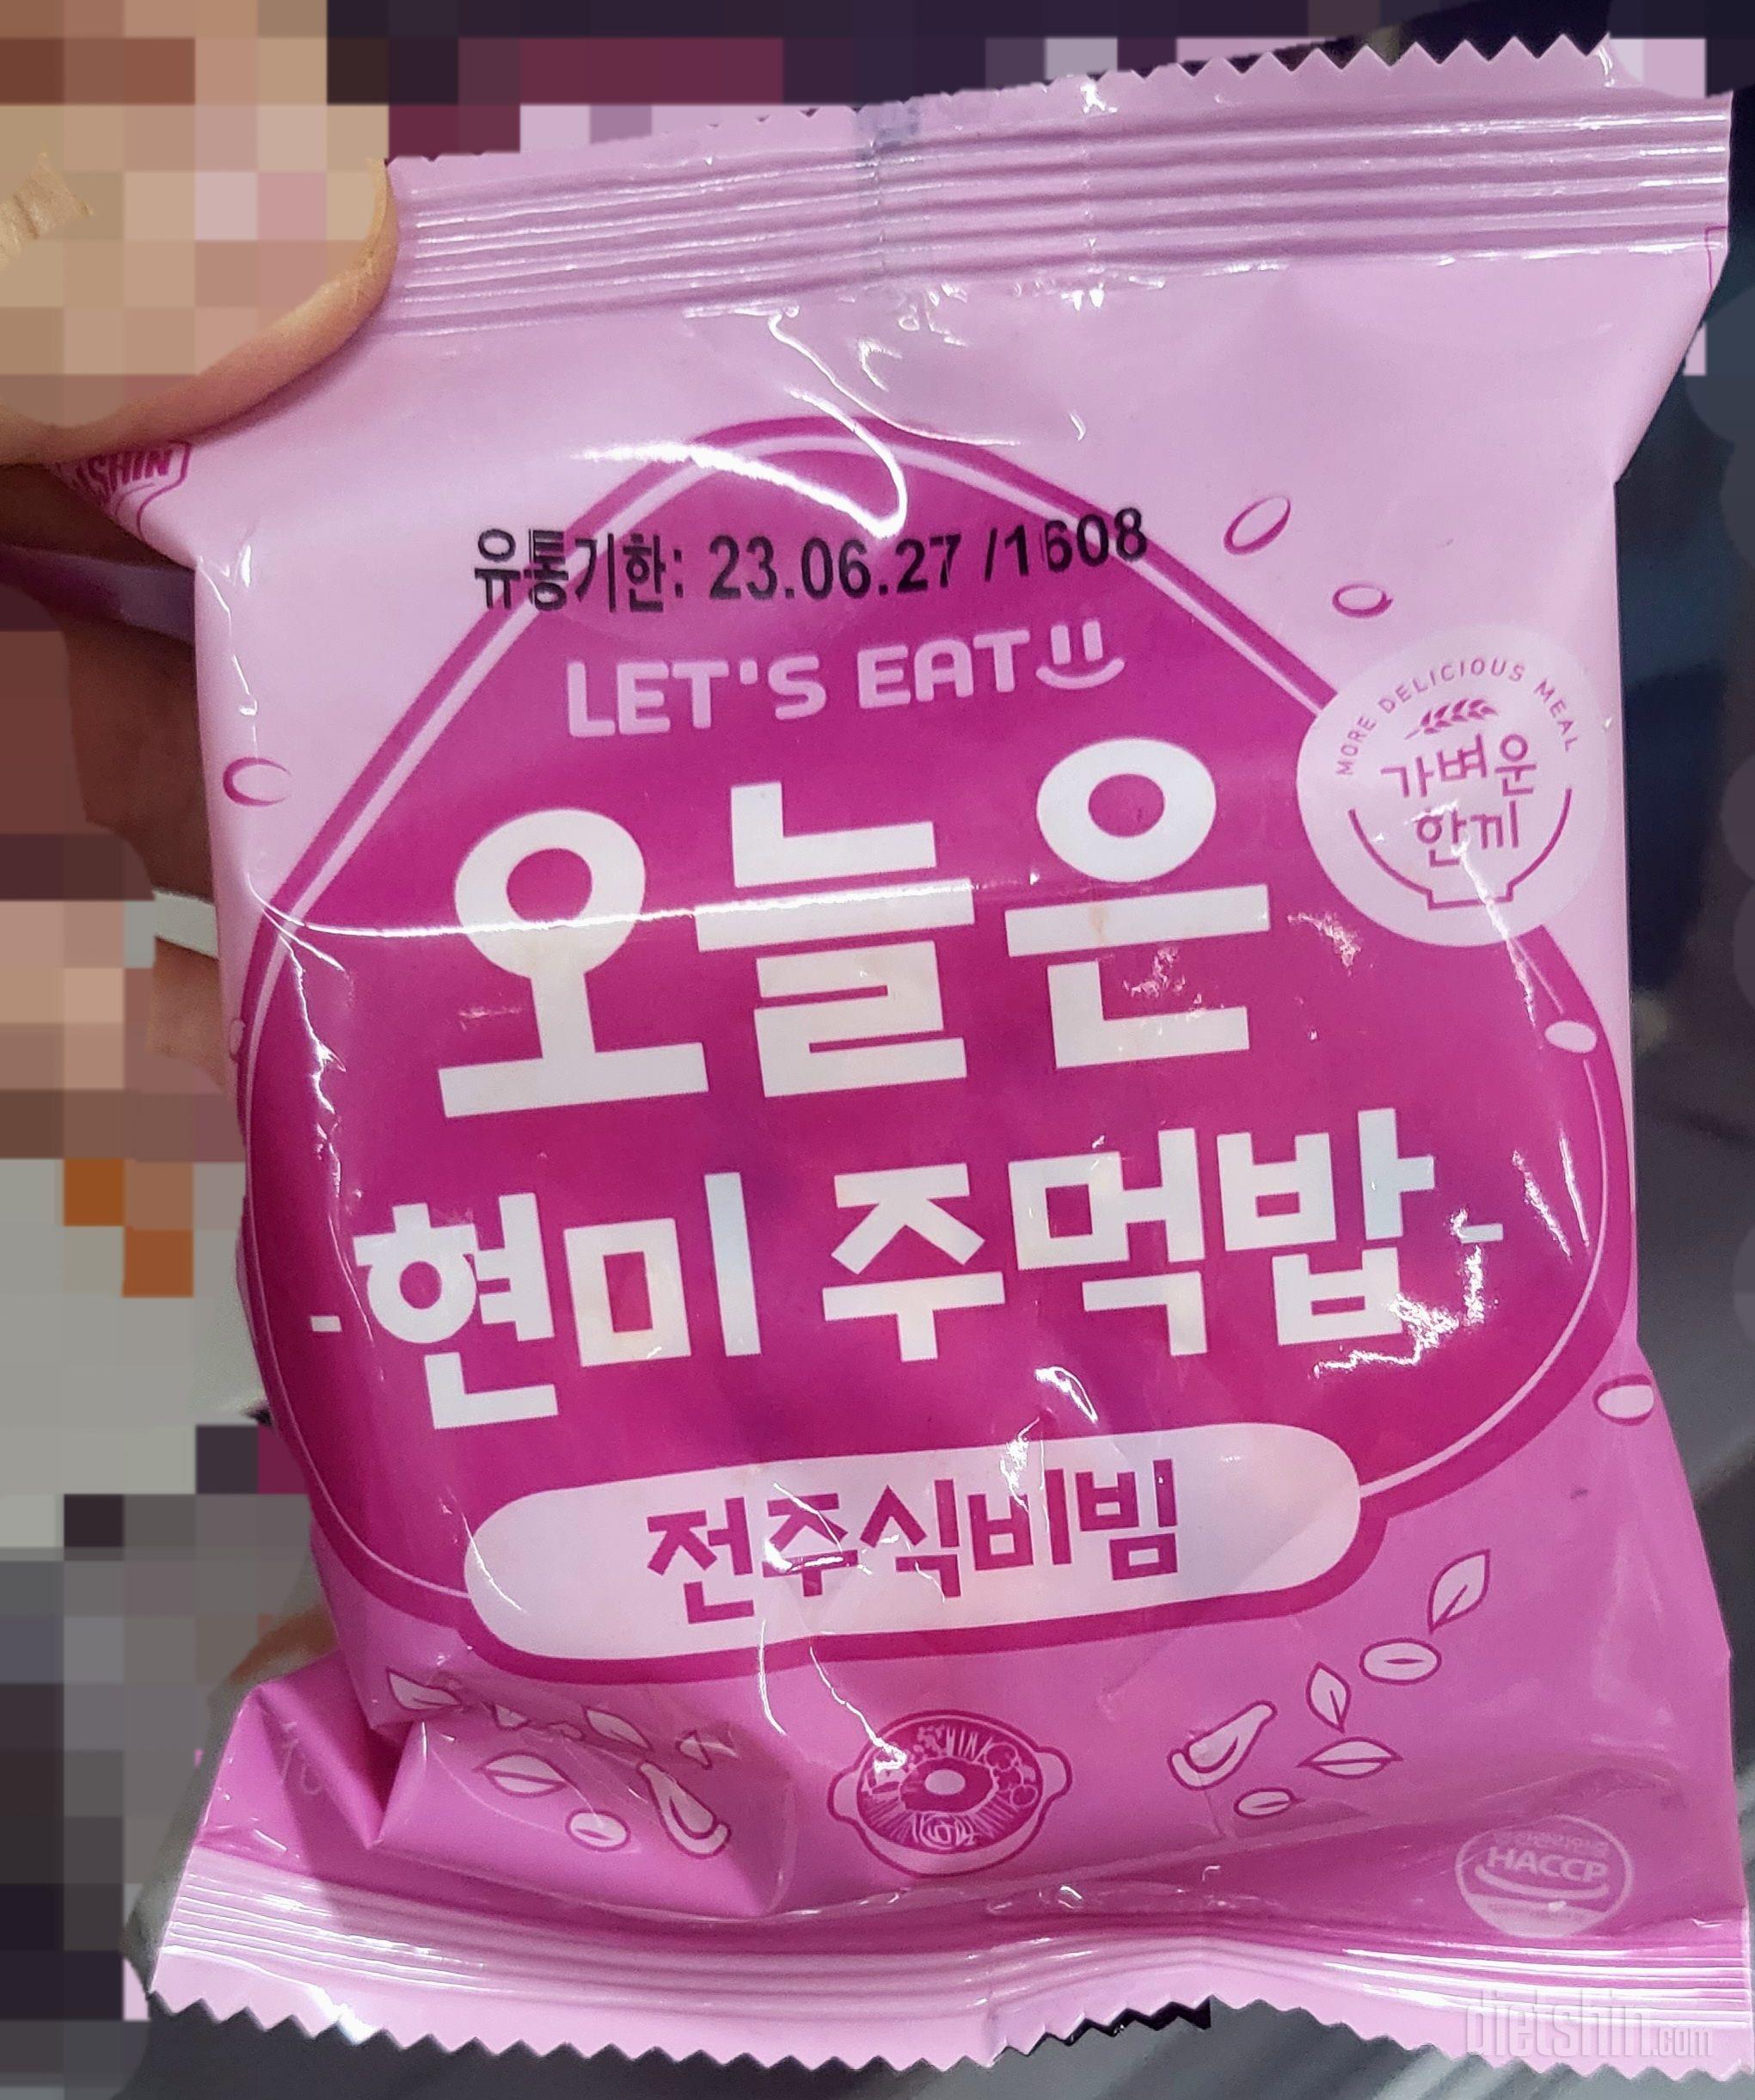 유통기한: 23.06.27 /1608
LET'S EAT
MORE DELICIOUS MEAL
가벼운
한끼
오늘은
현미 주먹밥
전주식비빔
HACCP
dietshin.com